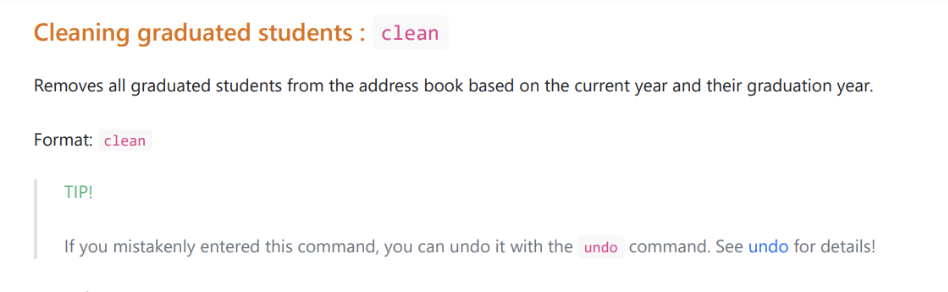 Cleaning graduated students : clean
Removes all graduated students from the address book based on the current year and their graduation year.
Format: clean
TIP!
If you mistakenly entered this command, you can undo it with the undo command. See undo for details!